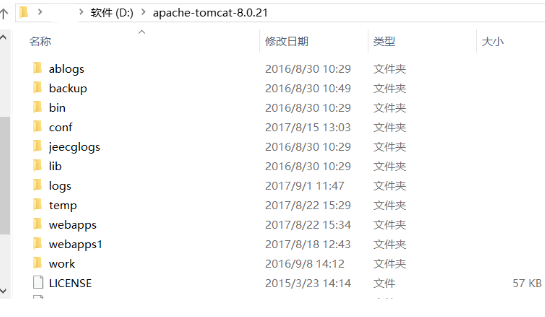 软件 (D:) apache-tomcat-8.0.21
名称 修改日期 类型 大小
ablogs 2016/8/30 10:29 文件夹
backup 2016/8/30 10:49 文件夹
bin 2016/8/30 10:29 文件夹
conf 2017/8/15 13:03 文件夹
jeecglogs 2016/8/30 10:29 文件夹
lib 2016/8/30 10:29 文件夹
logs 2017/9/1 11:47 文件夹
temp 2017/8/22 15:29 文件夹
webapps 2017/8/22 15:34 文件夹
webapps1 2017/8/18 12:43 文件夹
work 2016/9/8 14:12 文件夹
LICENSE 2015/3/23 14:14 文件 57 KB